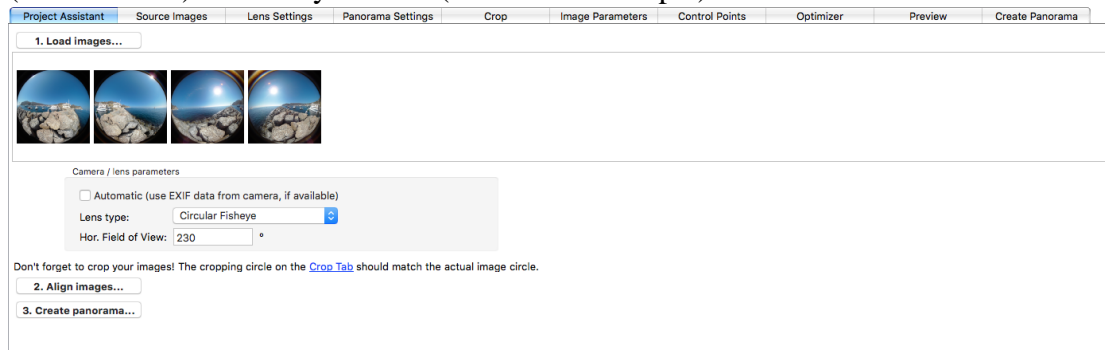 Project Assistant Source Images Lens Settings Panorama Settings Crop Image Parameters Control Points Optimizer Preview Create Panorama
1. Load images...
Camera / lens parameters
Automatic (use EXIF data from camera, if available)
Lens type: Circular Fisheye
Hor. Field of View: 230 °
Don't forget to crop your images! The cropping circle on the Crop Tab should match the actual image circle.
2. Align images...
3. Create panorama...